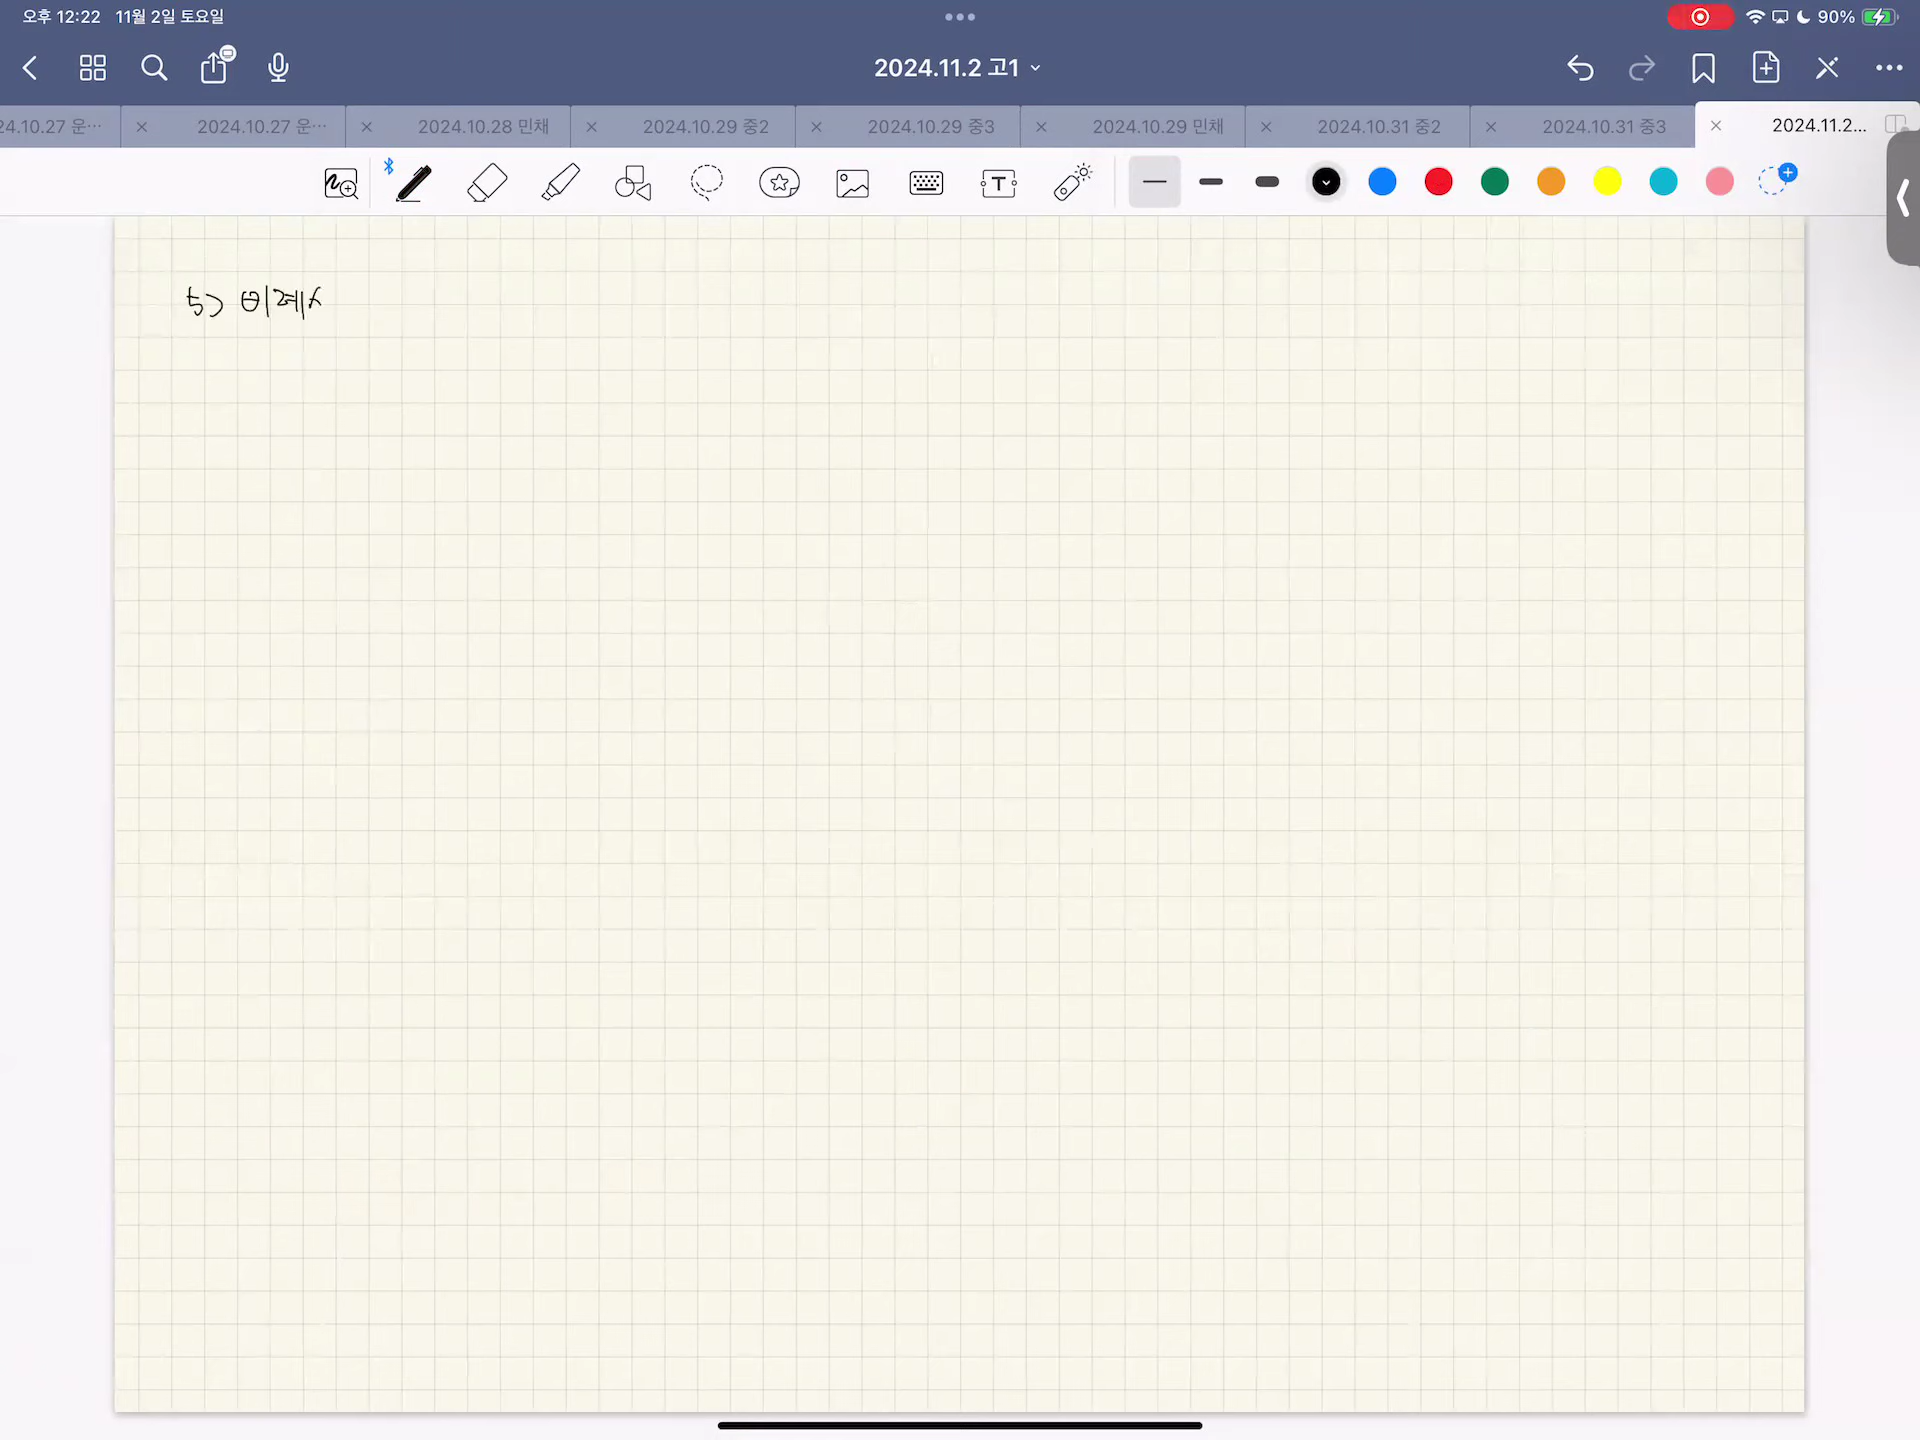 오후 12:22 11월 2일 토요일
90%
2024.11.2 고1
24.10.27 운…
2024.10.27 운…
2024.10.28 민채
2024.10.29 중2
2024.10.29 중3
2024.10.29 민채
2024.10.31 중2
2024.10.31 중3
2024.11.2...
T
5>